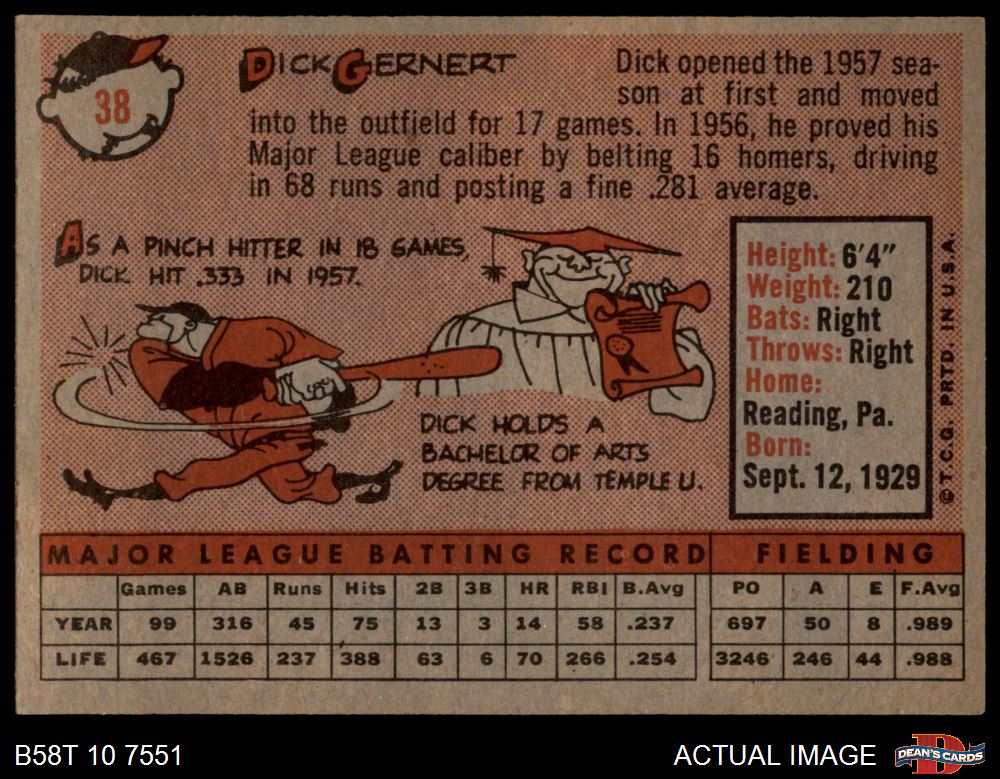 38
DICK GERNERT
Dick opened the 1957 sea-
son at first and moved
into the outfield for 17 games. In 1956, he proved his
Major League caliber by belting 16 homers, driving
in 68 runs and posting a fine .281 average.
AS A PINCH HITTER IN 18 GAMES,
DICK HIT .333 IN 1957.
DICK HOLDS A
BACHELOR OF ARTS
DEGREE FROM TEMPLE U.
Height: 6'4"
Weight: 210
Bats: Right
Throws: Right
Home:
Reading, Pa.
Born:
Sept. 12, 1929
© T.C.G. PRTD. IN U.S.A.
MAJOR LEAGUE BATTING RECORD FIELDING
Games AB Runs Hits 2B 3B HR RBI B.Avg PO A E F.Avg
YEAR 99 316 45 75 13 3 14 58 .237 697 50 8 .989
LIFE 467 1526 237 388 63 6 70 266 .254 3246 246 44 .988
B58T 10 7551
ACTUAL IMAGE
DEAN'S CARDS